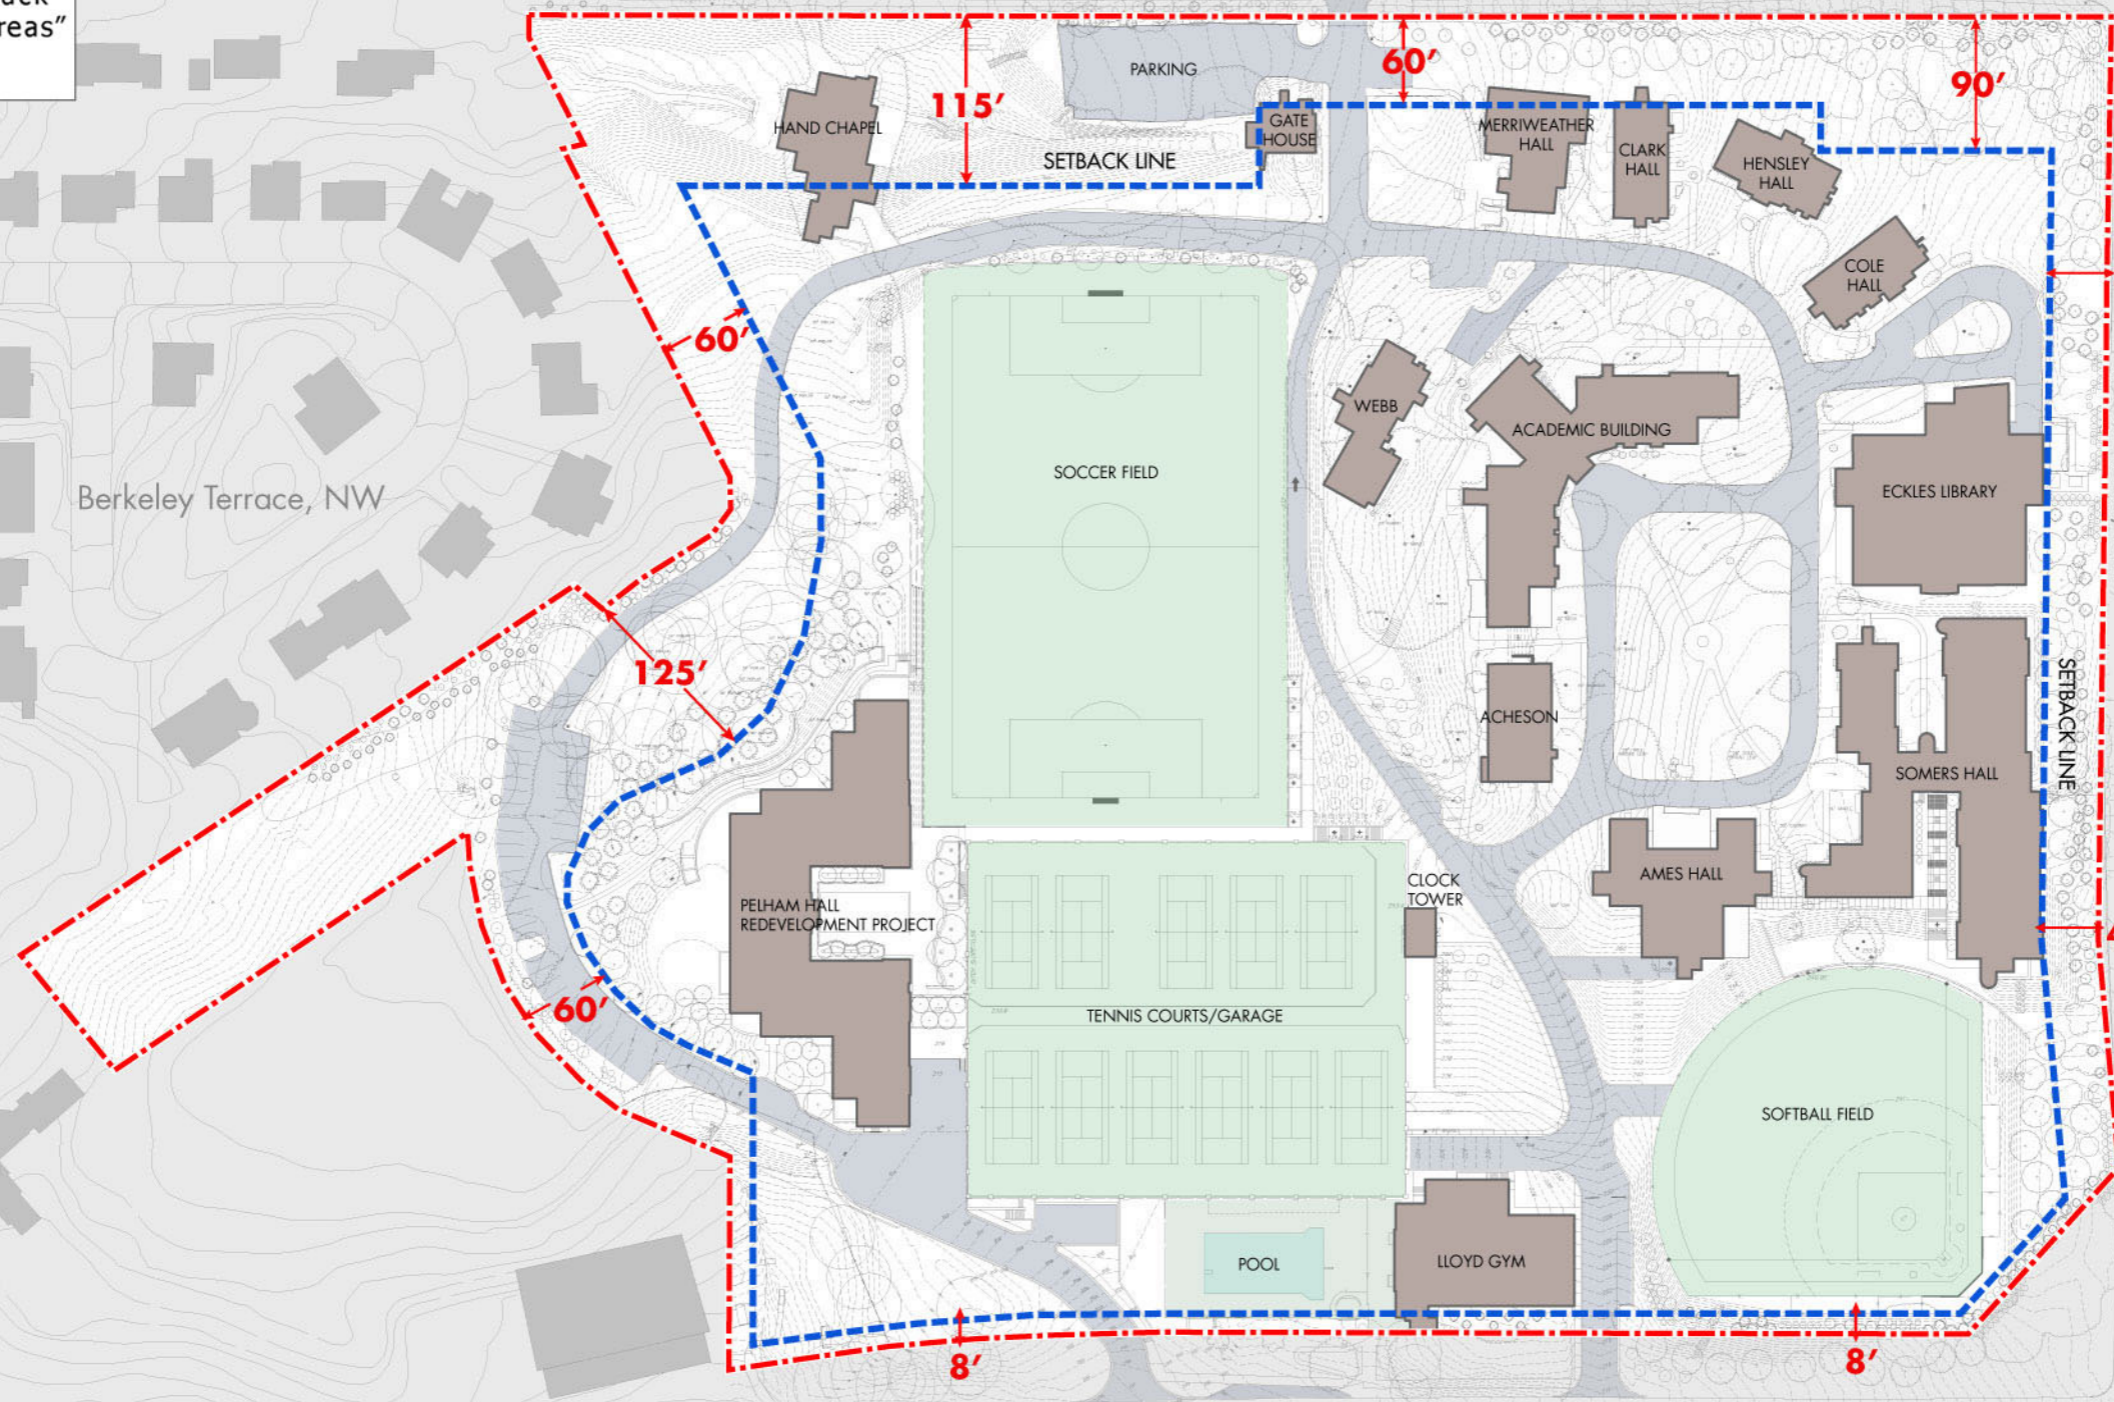 reas"
PARKING
60'
90'
115'
HAND CHAPEL
GATE
HOUSE
MERRIWEATHER
HALL
CLARK
HALL
HENSLEY
HALL
SETBACK LINE
COLE
HALL
60'
WEBB
ACADEMIC BUILDING
SOCCER FIELD
ECKLES LIBRARY
Berkeley Terrace, NW
125'
SETBACK LINE
ACHESON
SOMERS HALL
AMES HALL
CLOCK
TOWER
PELHAM HALL
REDEVELOPMENT PROJECT
60'
TENNIS COURTS/GARAGE
SOFTBALL FIELD
POOL
LLOYD GYM
8'
8'